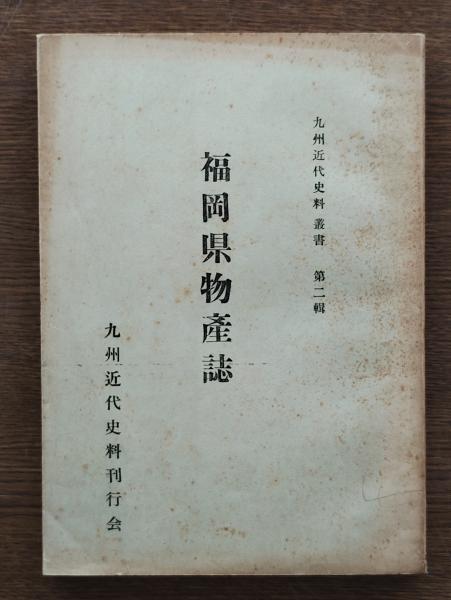 九州近代史料叢書　第二輯
福岡県物産誌
九州近代史料刊行会